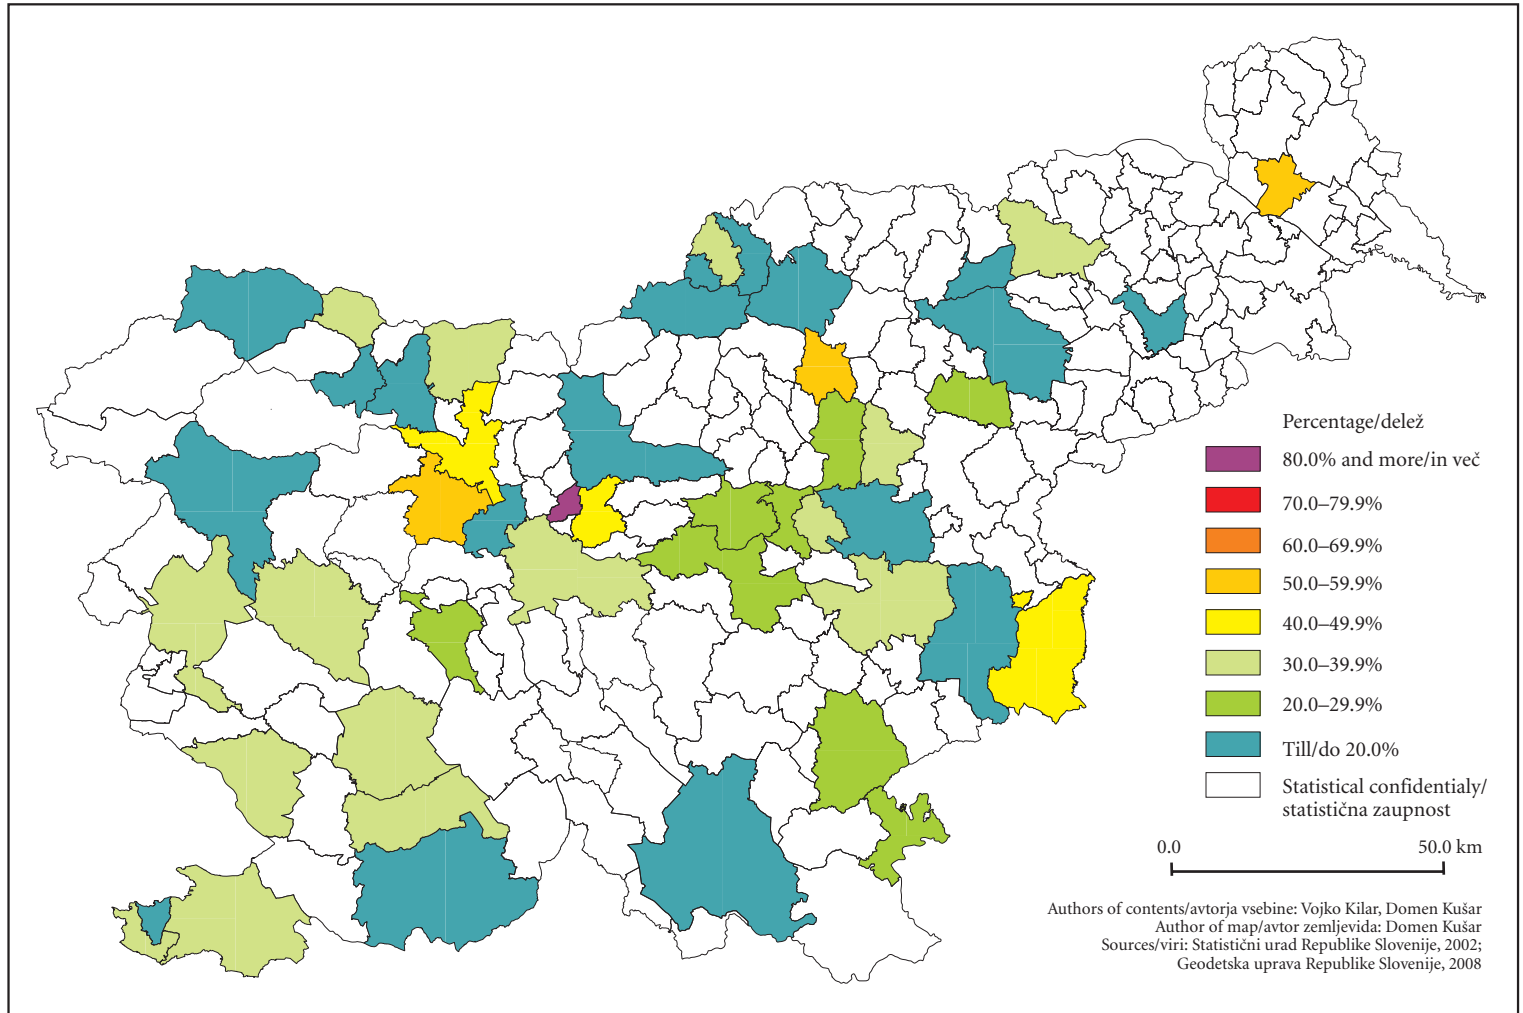 Percentage/delež
80.0% and more/in več
70.0–79.9%
60.0–69.9%
50.0–59.9%
40.0–49.9%
30.0–39.9%
20.0–29.9%
Till/do 20.0%
Statistical confidentialy/
statistična zaupnost
0.0 50.0 km
Authors of contents/avtorja vsebine: Vojko Kilar, Domen Kušar
Author of map/avtor zemljevida: Domen Kušar
Sources/viri: Statistični urad Republike Slovenije, 2002;
Geodetska uprava Republike Slovenije, 2008